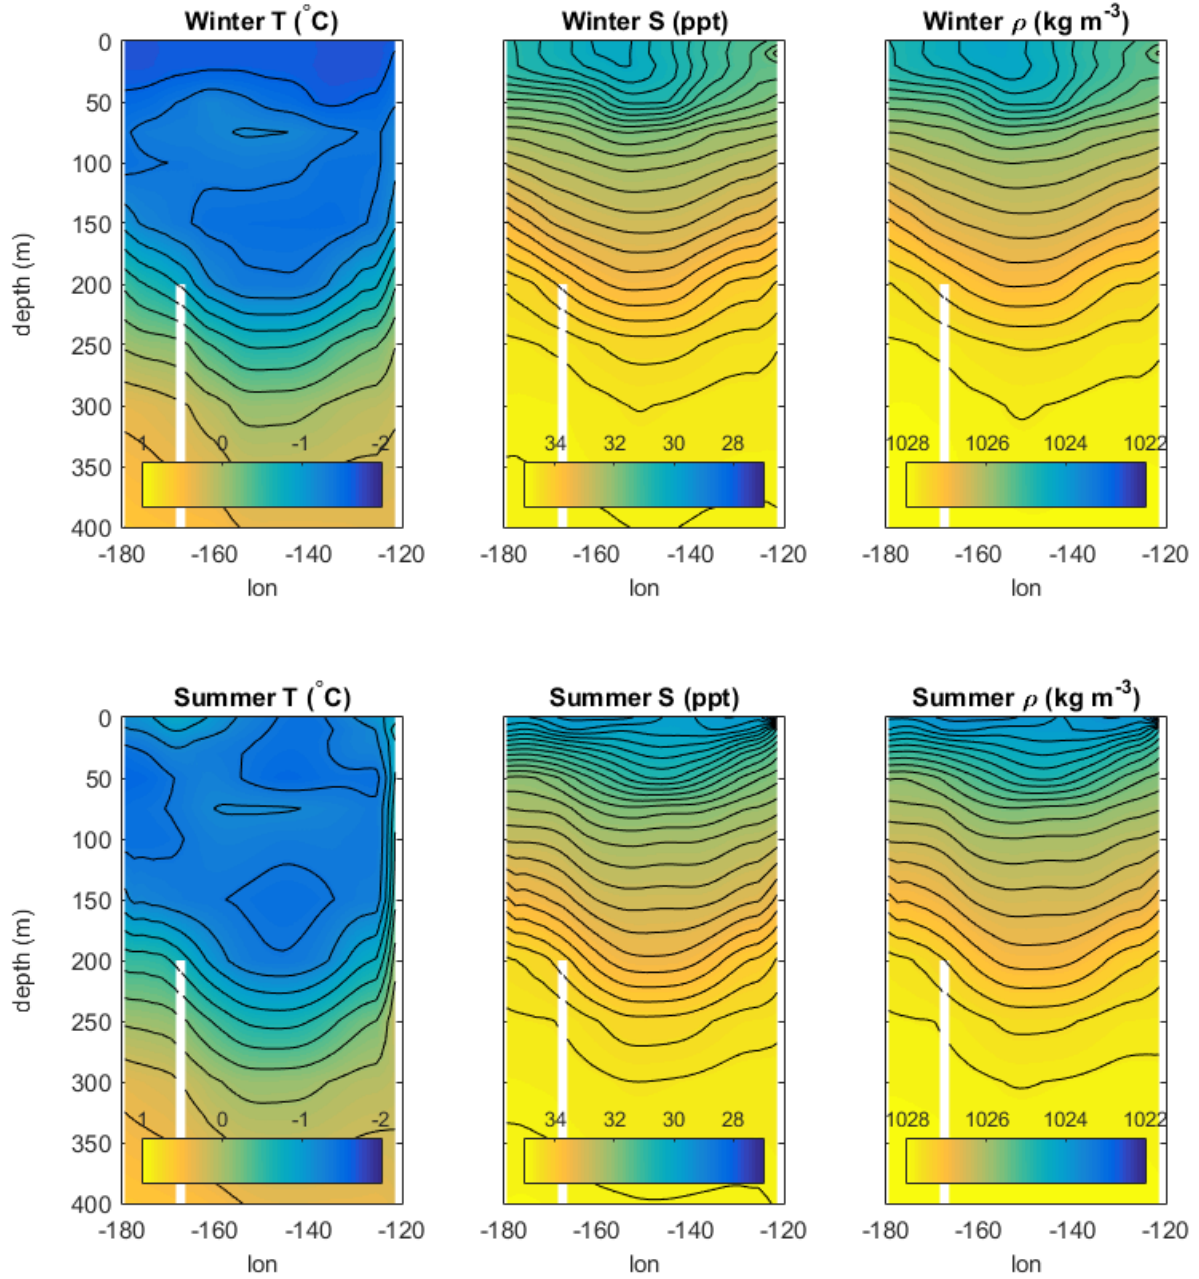 Winter T (°C)
Winter S (ppt)
Winter ρ (kg m⁻³)
depth (m)
0
50
100
150
200
250
300
350
400
1 0 -1 -2
34 32 30 28
1028 1026 1024 1022
-180 -160 -140 -120
-180 -160 -140 -120
-180 -160 -140 -120
lon
lon
lon
Summer T (°C)
Summer S (ppt)
Summer ρ (kg m⁻³)
depth (m)
0
50
100
150
200
250
300
350
400
1 0 -1 -2
34 32 30 28
1028 1026 1024 1022
-180 -160 -140 -120
-180 -160 -140 -120
-180 -160 -140 -120
lon
lon
lon